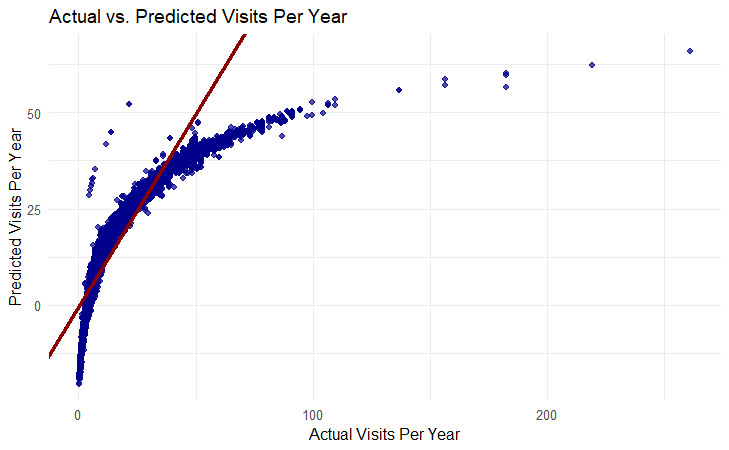 Actual vs. Predicted Visits Per Year
Predicted Visits Per Year
50
25
0
0
100
200
Actual Visits Per Year